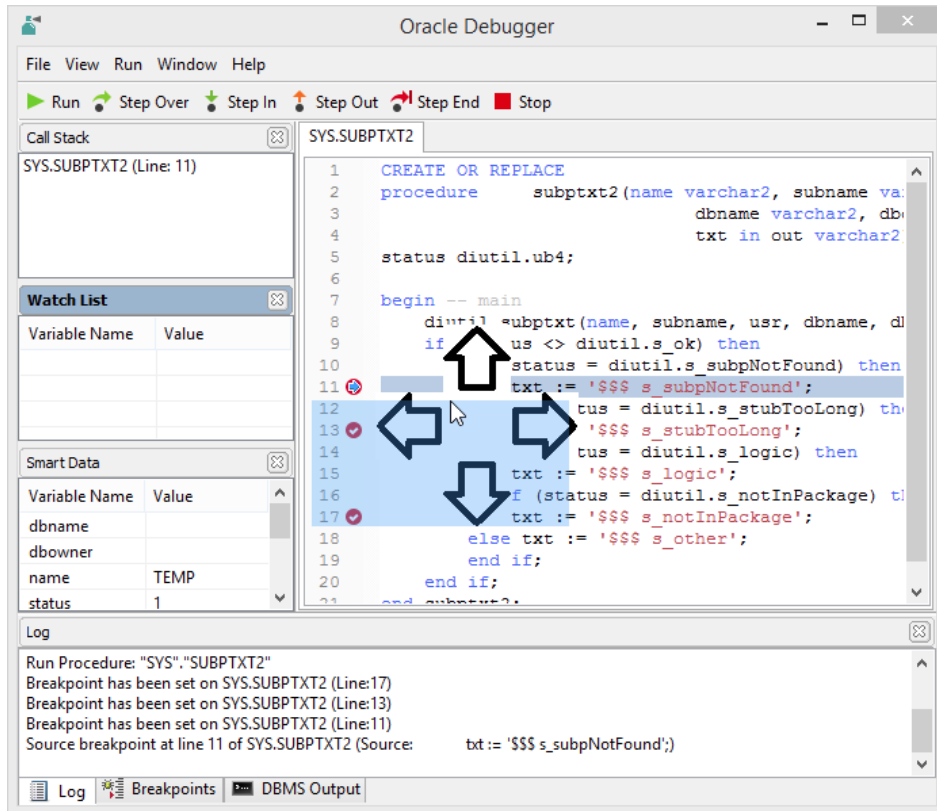 Oracle Debugger
File View Run Window Help
Run Step Over Step In Step Out Step End Stop
Call Stack
SYS.SUBPTXT2 (Line: 11)
Watch List
Variable Name Value
Smart Data
Variable Name Value
dbname
dbowner
name TEMP
status 1
SYS.SUBPTXT2
1 CREATE OR REPLACE
2 procedure subptxt2(name varchar2, subname
3 dbname varchar2,
4 txt in out varchar2
5 status diutil.ub4;
6
7 begin -- main
8 diutil.subptxt(name, subname, usr, dbname,
9 if us <> diutil.s_ok) then
10 status = diutil.s_subpNotFound) then
11 txt := '$$$ s_subpNotFound';
12 tus = diutil.s_stubTooLong)
13 '$$$ s_stubTooLong';
14 tus = diutil.s_logic) then
15 txt := '$$$ s_logic';
16 f (status = diutil.s_notInPackage)
17 txt := '$$$ s_notInPackage';
18 else txt := '$$$ s_other';
19 end if;
20 end if;
21 end subptxt2;
Log
Run Procedure: "SYS"."SUBPTXT2"
Breakpoint has been set on SYS.SUBPTXT2 (Line:17)
Breakpoint has been set on SYS.SUBPTXT2 (Line:13)
Breakpoint has been set on SYS.SUBPTXT2 (Line:11)
Source breakpoint at line 11 of SYS.SUBPTXT2 (Source: txt := '$$$ s_subpNotFound';)
Log Breakpoints DBMS Output